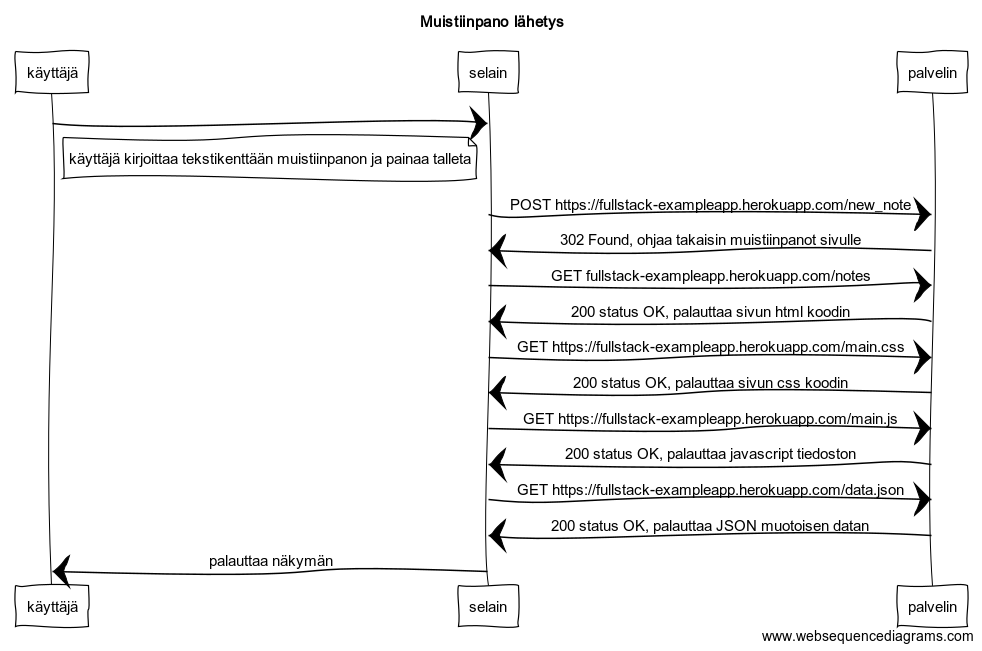 Muistiinpano lähetys
käyttäjä
selain
palvelin
käyttäjä kirjoittaa tekstikenttään muistiinpanon ja painaa talleta
POST https://fullstack-exampleapp.herokuapp.com/new_note
302 Found, ohjaa takaisin muistiinpanot sivulle
GET fullstack-exampleapp.herokuapp.com/notes
200 status OK, palauttaa sivun html koodin
GET https://fullstack-exampleapp.herokuapp.com/main.css
200 status OK, palauttaa sivun css koodin
GET https://fullstack-exampleapp.herokuapp.com/main.js
200 status OK, palauttaa javascript tiedoston
GET https://fullstack-exampleapp.herokuapp.com/data.json
200 status OK, palauttaa JSON muotoisen datan
palauttaa näkymän
käyttäjä
selain
palvelin
www.websequencediagrams.com